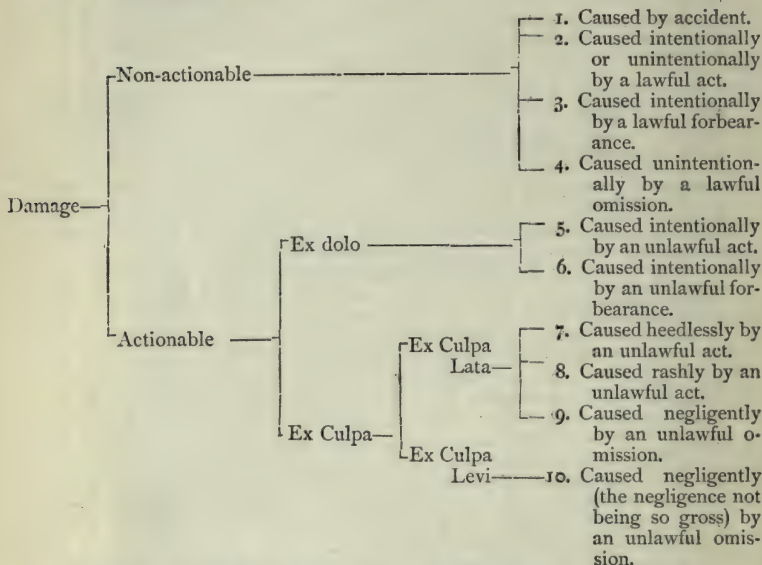 1. Caused by accident.
2. Caused intentionally
or unintentionally
by a lawful act.
Non-actionable
3. Caused intentionally
by a lawful forbear-
ance.
4. Caused unintention-
ally by a lawful
omission.
Damage
5. Caused intentionally
by an unlawful act.
Ex dolo
6. Caused intentionally
by an unlawful for-
bearance.
Actionable
7. Caused heedlessly by
an unlawful act.
Ex Culpa
Lata
8. Caused rashly by an
unlawful act.
9. Caused negligently
by an unlawful o-
mission.
Ex Culpa
Ex Culpa
Levi
10. Caused negligently
(the negligence not
being so gross) by
an unlawful omis-
sion.